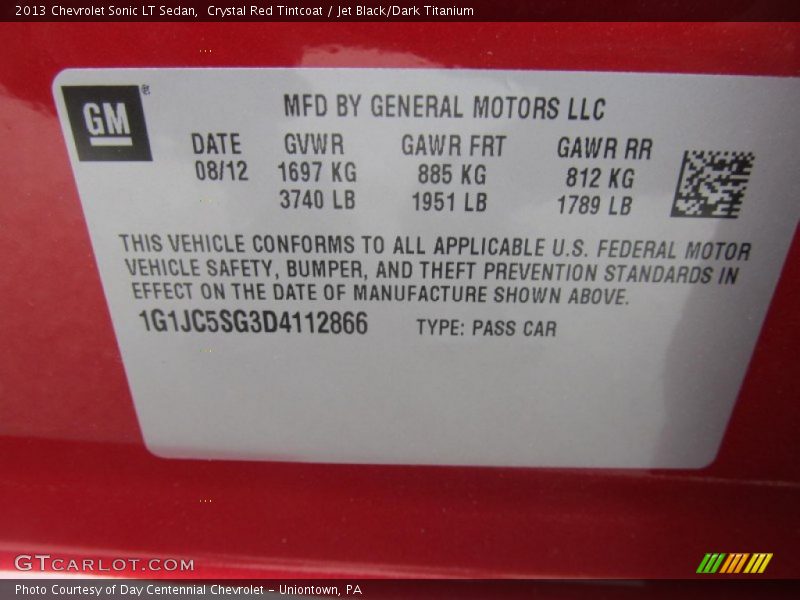 2013 Chevrolet Sonic LT Sedan,  Crystal Red Tintcoat / Jet Black/Dark Titanium
GM ®
MFD BY GENERAL MOTORS LLC
DATE GVWR GAWR FRT GAWR RR
08/12 1697 KG 885 KG 812 KG
3740 LB 1951 LB 1789 LB
THIS VEHICLE CONFORMS TO ALL APPLICABLE U.S. FEDERAL MOTOR
VEHICLE SAFETY, BUMPER, AND THEFT PREVENTION STANDARDS IN
EFFECT ON THE DATE OF MANUFACTURE SHOWN ABOVE.
1G1JC5SG3D4112866 TYPE: PASS CAR
GTCARLOT.COM
Photo Courtesy of Day Centennial Chevrolet – Uniontown, PA